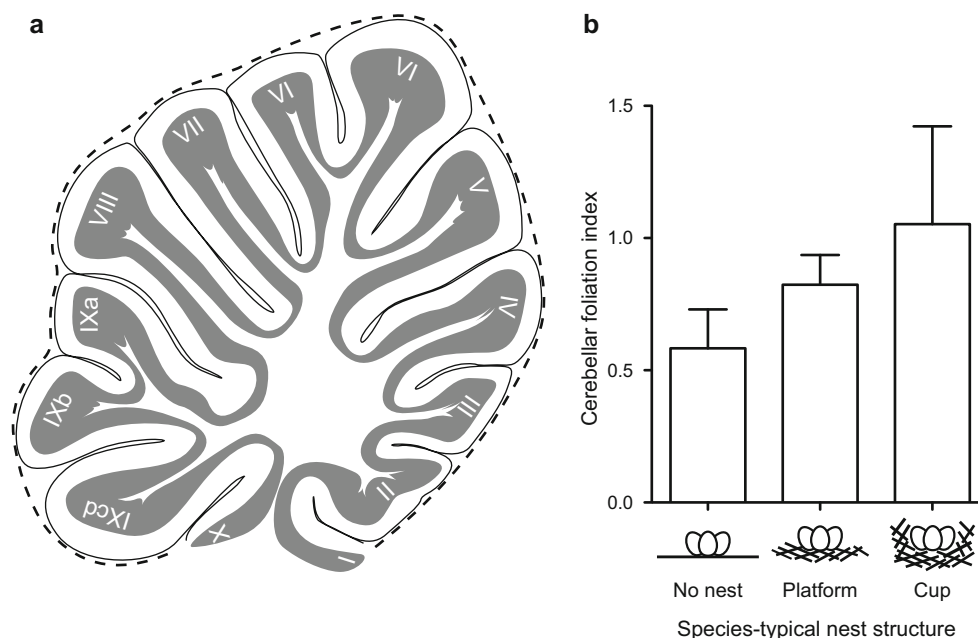 a
VI
VI
VII
V
VIII
IV
IXa
III
IXb
II
IXcd
X
I
b
Cerebellar foliation index
1.5
1.0
0.5
0.0
No nest Platform Cup
Species-typical nest structure